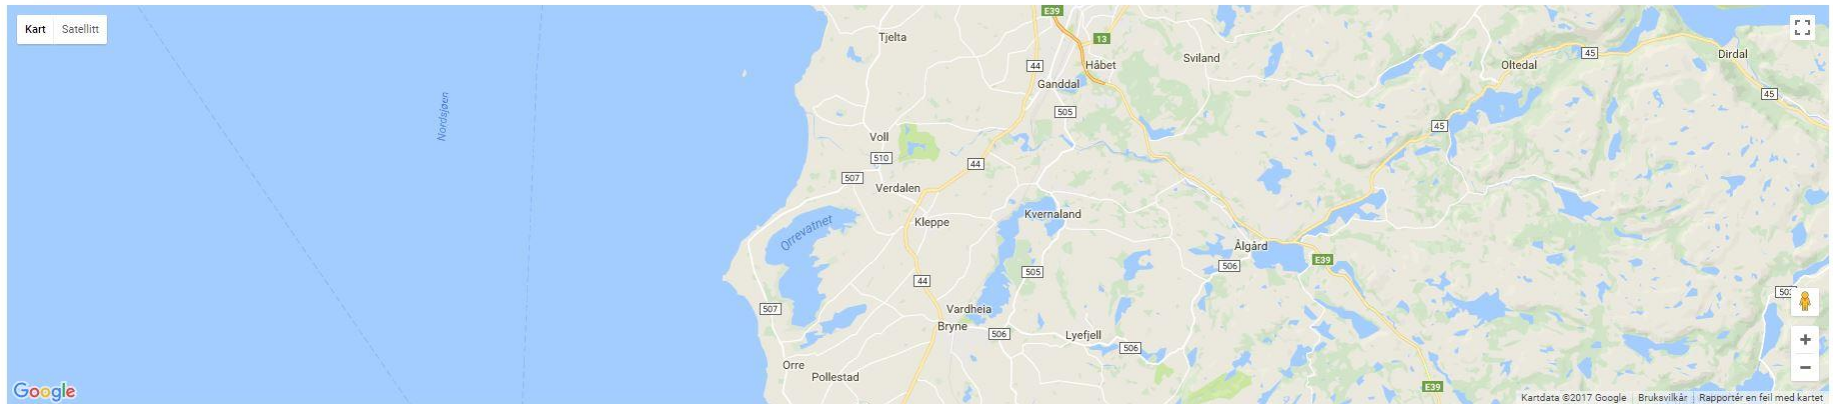 Kart Satellitt
E39
Tjelta
13
44
Håbet
Sviland
45
Dirdal
Oltedal
Ganddal
45
505
45
Nordsjøen
Voll
510
44
507
Verdalen
Orrevatnet
Kleppe
Kvernaland
Ålgård
E39
506
505
44
507
Vardheia
Bryne
506
Lyefjell
506
Orre
Pollestad
E39
Google
Kartdata ©2017 Google Bruksvilkår Rapportér en feil med kartet